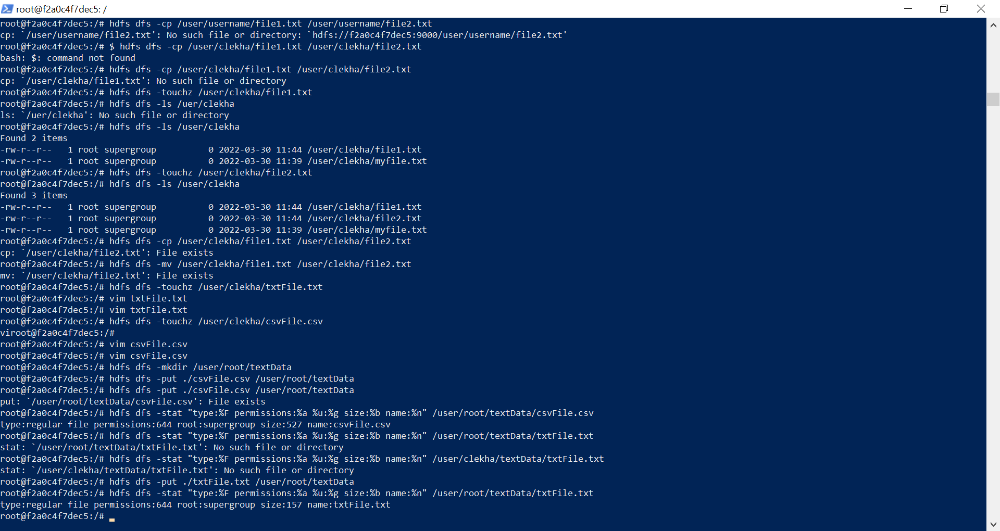 root@f2a0c4f7dec5: /
root@f2a0c4f7dec5:/# hdfs dfs -cp /user/username/file1.txt /user/username/file2.txt
cp: `/user/username/file2.txt': No such file or directory: `hdfs://f2a0c4f7dec5:9000/user/username/file2.txt'
root@f2a0c4f7dec5:/# $ hdfs dfs -cp /user/clekha/file1.txt /user/clekha/file2.txt
bash: $: command not found
root@f2a0c4f7dec5:/# hdfs dfs -cp /user/clekha/file1.txt /user/clekha/file2.txt
cp: `/user/clekha/file1.txt': No such file or directory
root@f2a0c4f7dec5:/# hdfs dfs -touchz /user/clekha/file1.txt
root@f2a0c4f7dec5:/# hdfs dfs -ls /uer/clekha
ls: `/uer/clekha': No such file or directory
root@f2a0c4f7dec5:/# hdfs dfs -ls /user/clekha
Found 2 items
-rw-r--r--   1 root supergroup          0 2022-03-30 11:44 /user/clekha/file1.txt
-rw-r--r--   1 root supergroup          0 2022-03-30 11:39 /user/clekha/myfile.txt
root@f2a0c4f7dec5:/# hdfs dfs -touchz /user/clekha/file2.txt
root@f2a0c4f7dec5:/# hdfs dfs -ls /user/clekha
Found 3 items
-rw-r--r--   1 root supergroup          0 2022-03-30 11:44 /user/clekha/file1.txt
-rw-r--r--   1 root supergroup          0 2022-03-30 11:44 /user/clekha/file2.txt
-rw-r--r--   1 root supergroup          0 2022-03-30 11:39 /user/clekha/myfile.txt
root@f2a0c4f7dec5:/# hdfs dfs -cp /user/clekha/file1.txt /user/clekha/file2.txt
cp: `/user/clekha/file2.txt': File exists
root@f2a0c4f7dec5:/# hdfs dfs -mv /user/clekha/file1.txt /user/clekha/file2.txt
mv: `/user/clekha/file2.txt': File exists
root@f2a0c4f7dec5:/# hdfs dfs -touchz /user/clekha/txtFile.txt
root@f2a0c4f7dec5:/# vim txtFile.txt
root@f2a0c4f7dec5:/# vim txtFile.txt
root@f2a0c4f7dec5:/# hdfs dfs -touchz /user/clekha/csvFile.csv
viroot@f2a0c4f7dec5:/#
root@f2a0c4f7dec5:/# vim csvFile.csv
root@f2a0c4f7dec5:/# vim csvFile.csv
root@f2a0c4f7dec5:/# hdfs dfs -mkdir /user/root/textData
root@f2a0c4f7dec5:/# hdfs dfs -put ./csvFile.csv /user/root/textData
root@f2a0c4f7dec5:/# hdfs dfs -put ./csvFile.csv /user/root/textData
put: `/user/root/textData/csvFile.csv': File exists
root@f2a0c4f7dec5:/# hdfs dfs -stat "type:%F permissions:%a %u:%g size:%b name:%n" /user/root/textData/csvFile.csv
type:regular file permissions:644 root:supergroup size:527 name:csvFile.csv
root@f2a0c4f7dec5:/# hdfs dfs -stat "type:%F permissions:%a %u:%g size:%b name:%n" /user/root/textData/txtFile.txt
stat: `/user/root/textData/txtFile.txt': No such file or directory
root@f2a0c4f7dec5:/# hdfs dfs -stat "type:%F permissions:%a %u:%g size:%b name:%n" /user/clekha/textData/txtFile.txt
stat: `/user/clekha/textData/txtFile.txt': No such file or directory
root@f2a0c4f7dec5:/# hdfs dfs -put ./txtFile.txt /user/root/textData
root@f2a0c4f7dec5:/# hdfs dfs -stat "type:%F permissions:%a %u:%g size:%b name:%n" /user/root/textData/txtFile.txt
type:regular file permissions:644 root:supergroup size:157 name:txtFile.txt
root@f2a0c4f7dec5:/#